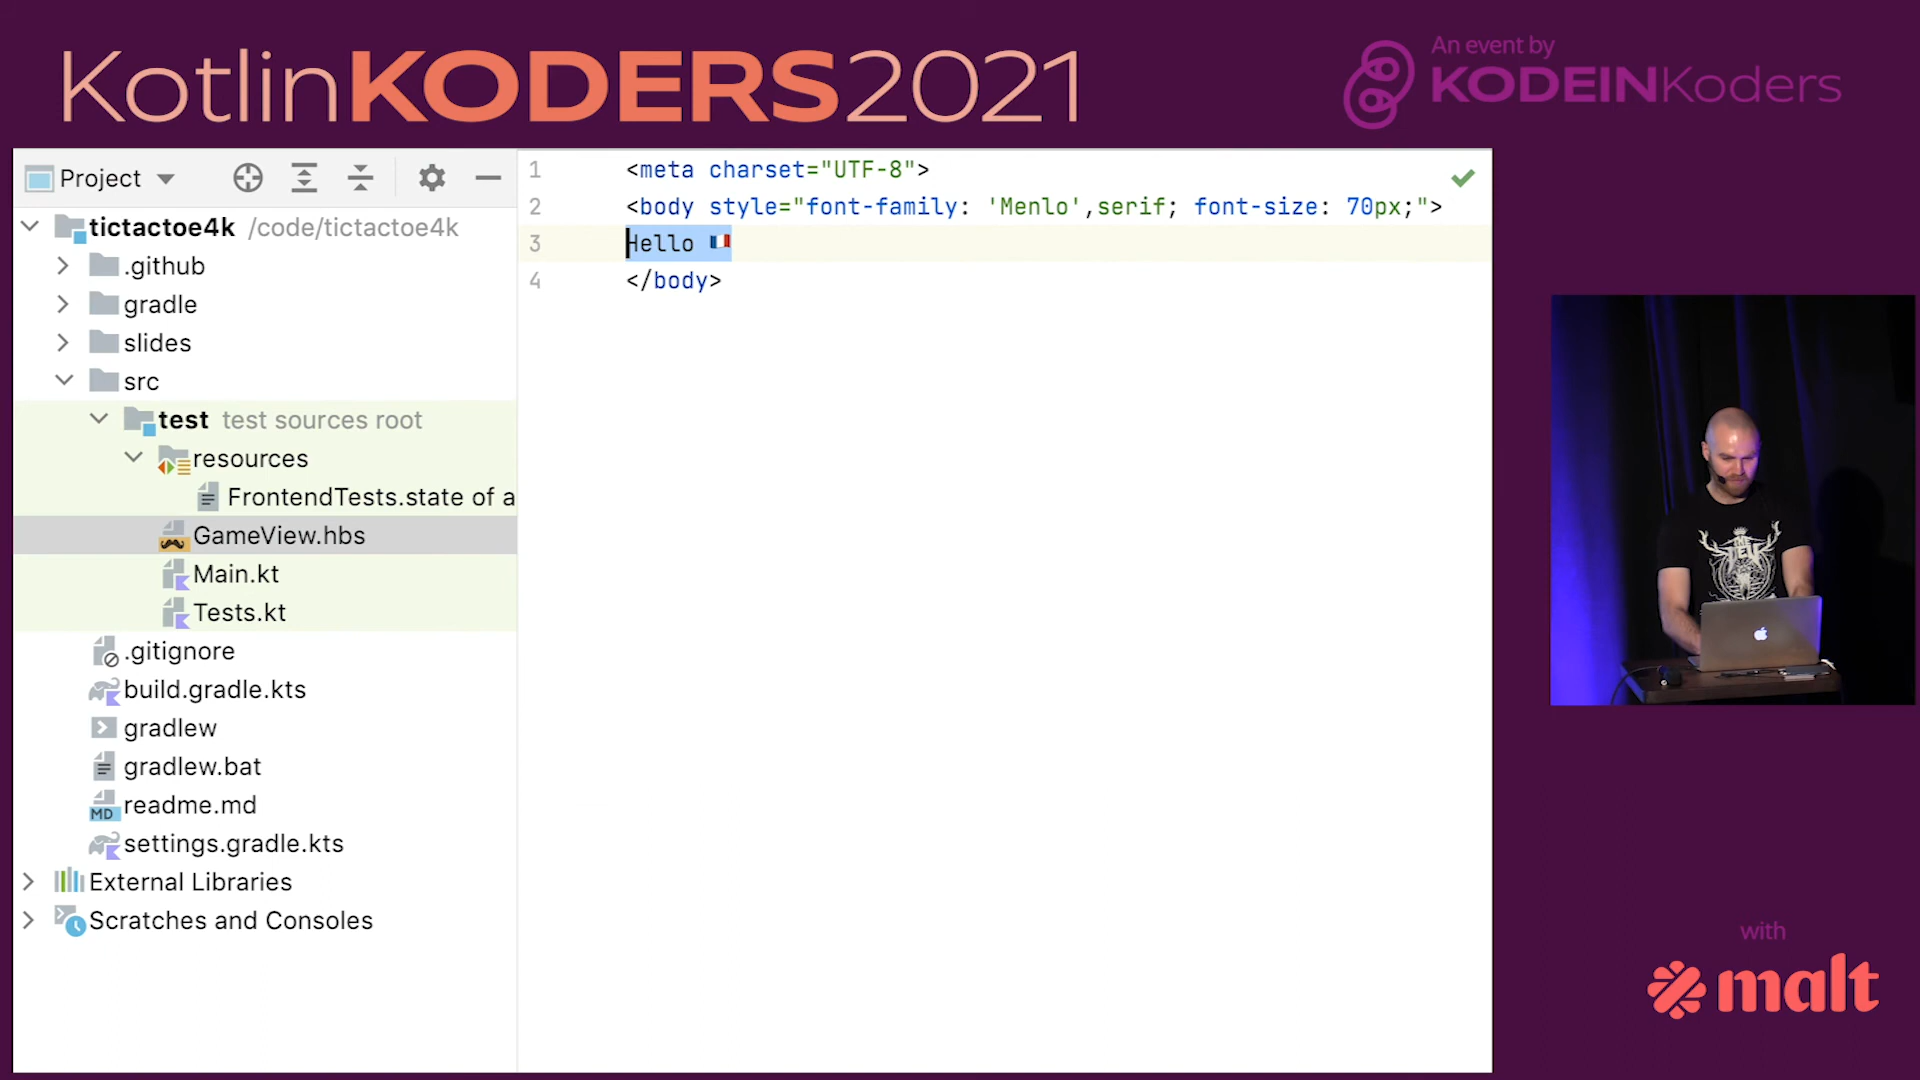 KotlinKODERS2021
An event by
KODEINKoders
Project
tictactoe4k /code/tictactoe4k
.github
gradle
slides
src
test test sources root
resources
FrontendTests.state of a
GameView.hbs
Main.kt
Tests.kt
.gitignore
build.gradle.kts
gradlew
gradlew.bat
MD readme.md
settings.gradle.kts
External Libraries
Scratches and Consoles
1 <meta charset="UTF-8">
2 <body style="font-family: 'Menlo',serif; font-size: 70px;">
3 Hello 🇫🇷
4 </body>
with
malt